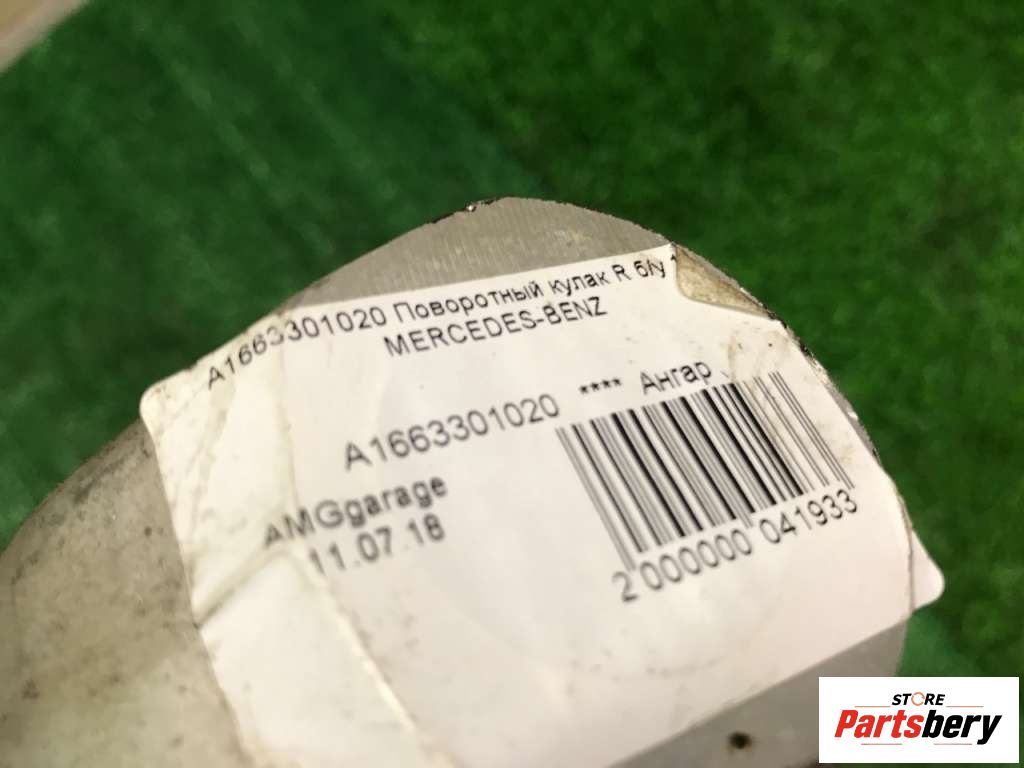 A1663301020 Поворотный кулак R б/у
MERCEDES-BENZ
A1663301020 **** Ангар
AMGgarage
11.07.18
2 000000 041933
STORE
Partsbery